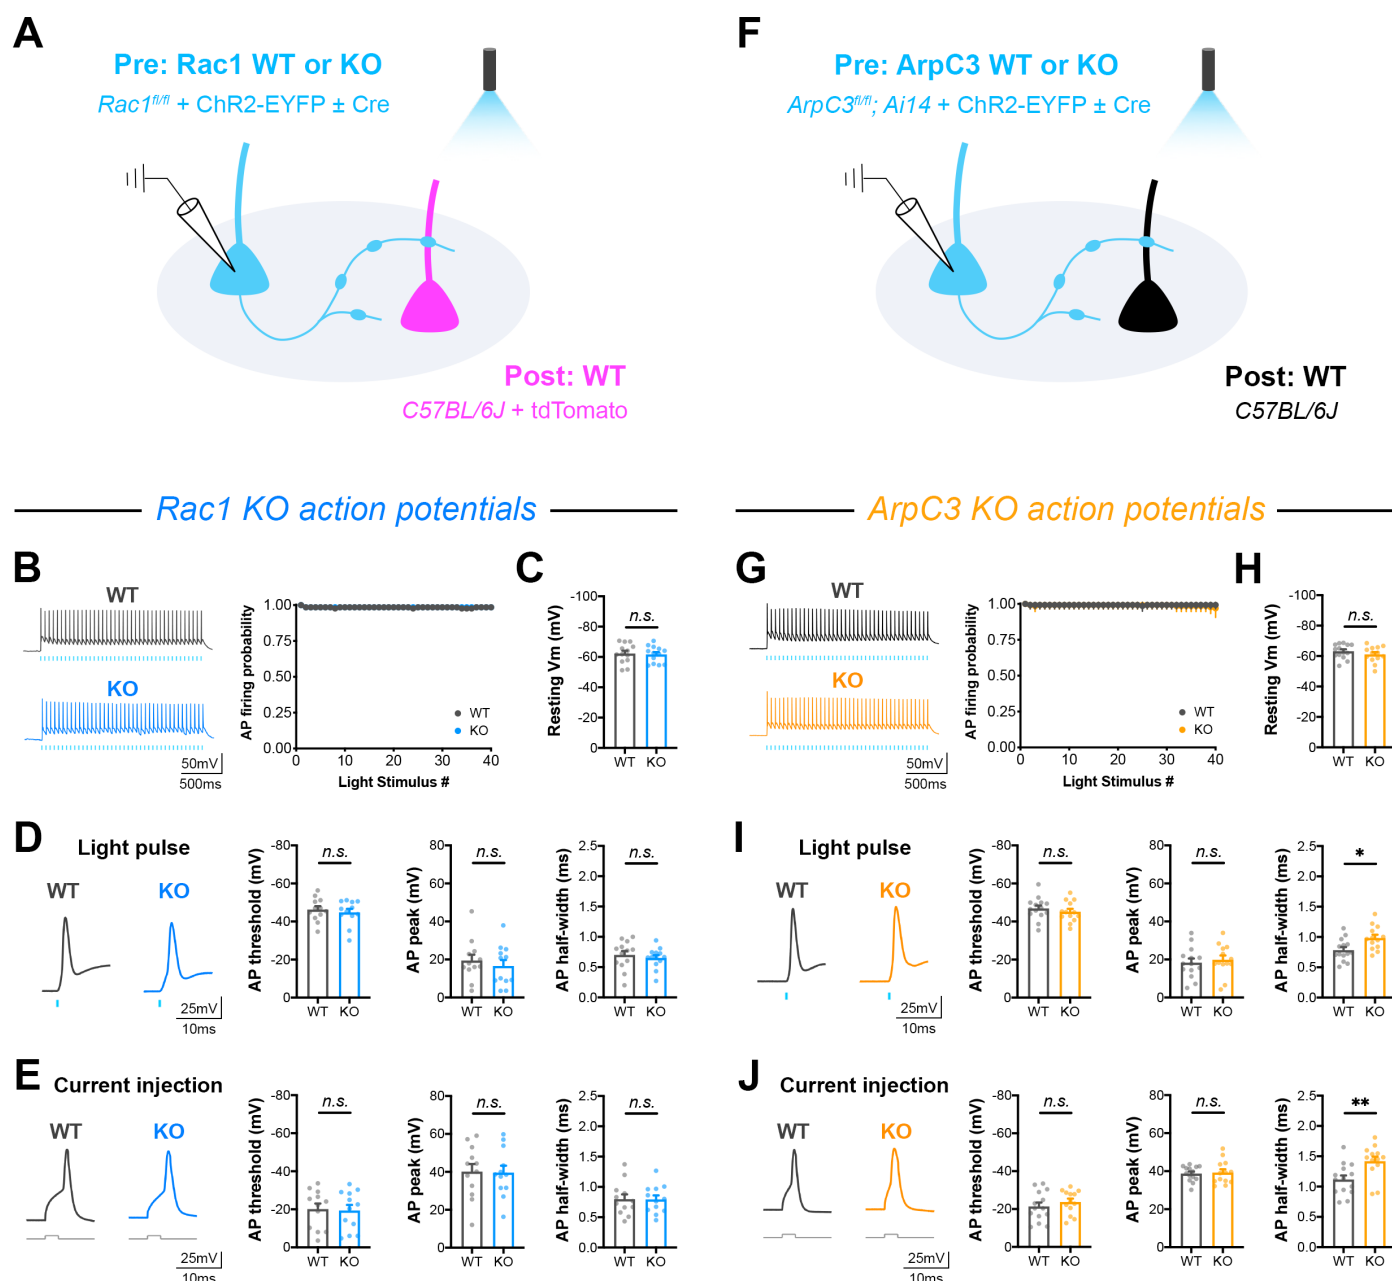 A
Pre: Rac1 WT or KO
Rac1fl/fl + ChR2-EYFP ± Cre
Post: WT
C57BL/6J + tdTomato
F
Pre: ArpC3 WT or KO
ArpC3fl/fl; Ai14 + ChR2-EYFP ± Cre
Post: WT
C57BL/6J
Rac1 KO action potentials
ArpC3 KO action potentials
B
WT
KO
50mV
500ms
AP firing probability
1.00
0.75
0.50
0.25
0.00
WT
KO
0 10 20 30 40
Light Stimulus #
C
Resting Vm (mV)
-100
-80
-60
-40
-20
0
n.s.
WT KO
G
WT
KO
50mV
500ms
AP firing probability
1.00
0.75
0.50
0.25
0.00
WT
KO
0 10 20 30 40
Light Stimulus #
H
Resting Vm (mV)
-100
-80
-60
-40
-20
0
n.s.
WT KO
D
Light pulse
WT KO
25mV
10ms
AP threshold (mV)
-80
-60
-40
-20
0
n.s.
WT KO
AP peak (mV)
80
60
40
20
0
n.s.
WT KO
AP half-width (ms)
2.5
2.0
1.5
1.0
0.5
0.0
n.s.
WT KO
I
Light pulse
WT KO
25mV
10ms
AP threshold (mV)
-80
-60
-40
-20
0
n.s.
WT KO
AP peak (mV)
80
60
40
20
0
n.s.
WT KO
AP half-width (ms)
2.5
2.0
1.5
1.0
0.5
0.0
*
WT KO
E
Current injection
WT KO
25mV
10ms
AP threshold (mV)
-80
-60
-40
-20
0
n.s.
WT KO
AP peak (mV)
80
60
40
20
0
n.s.
WT KO
AP half-width (ms)
2.5
2.0
1.5
1.0
0.5
0.0
n.s.
WT KO
J
Current injection
WT KO
25mV
10ms
AP threshold (mV)
-80
-60
-40
-20
0
n.s.
WT KO
AP peak (mV)
80
60
40
20
0
n.s.
WT KO
AP half-width (ms)
2.5
2.0
1.5
1.0
0.5
0.0
**
WT KO